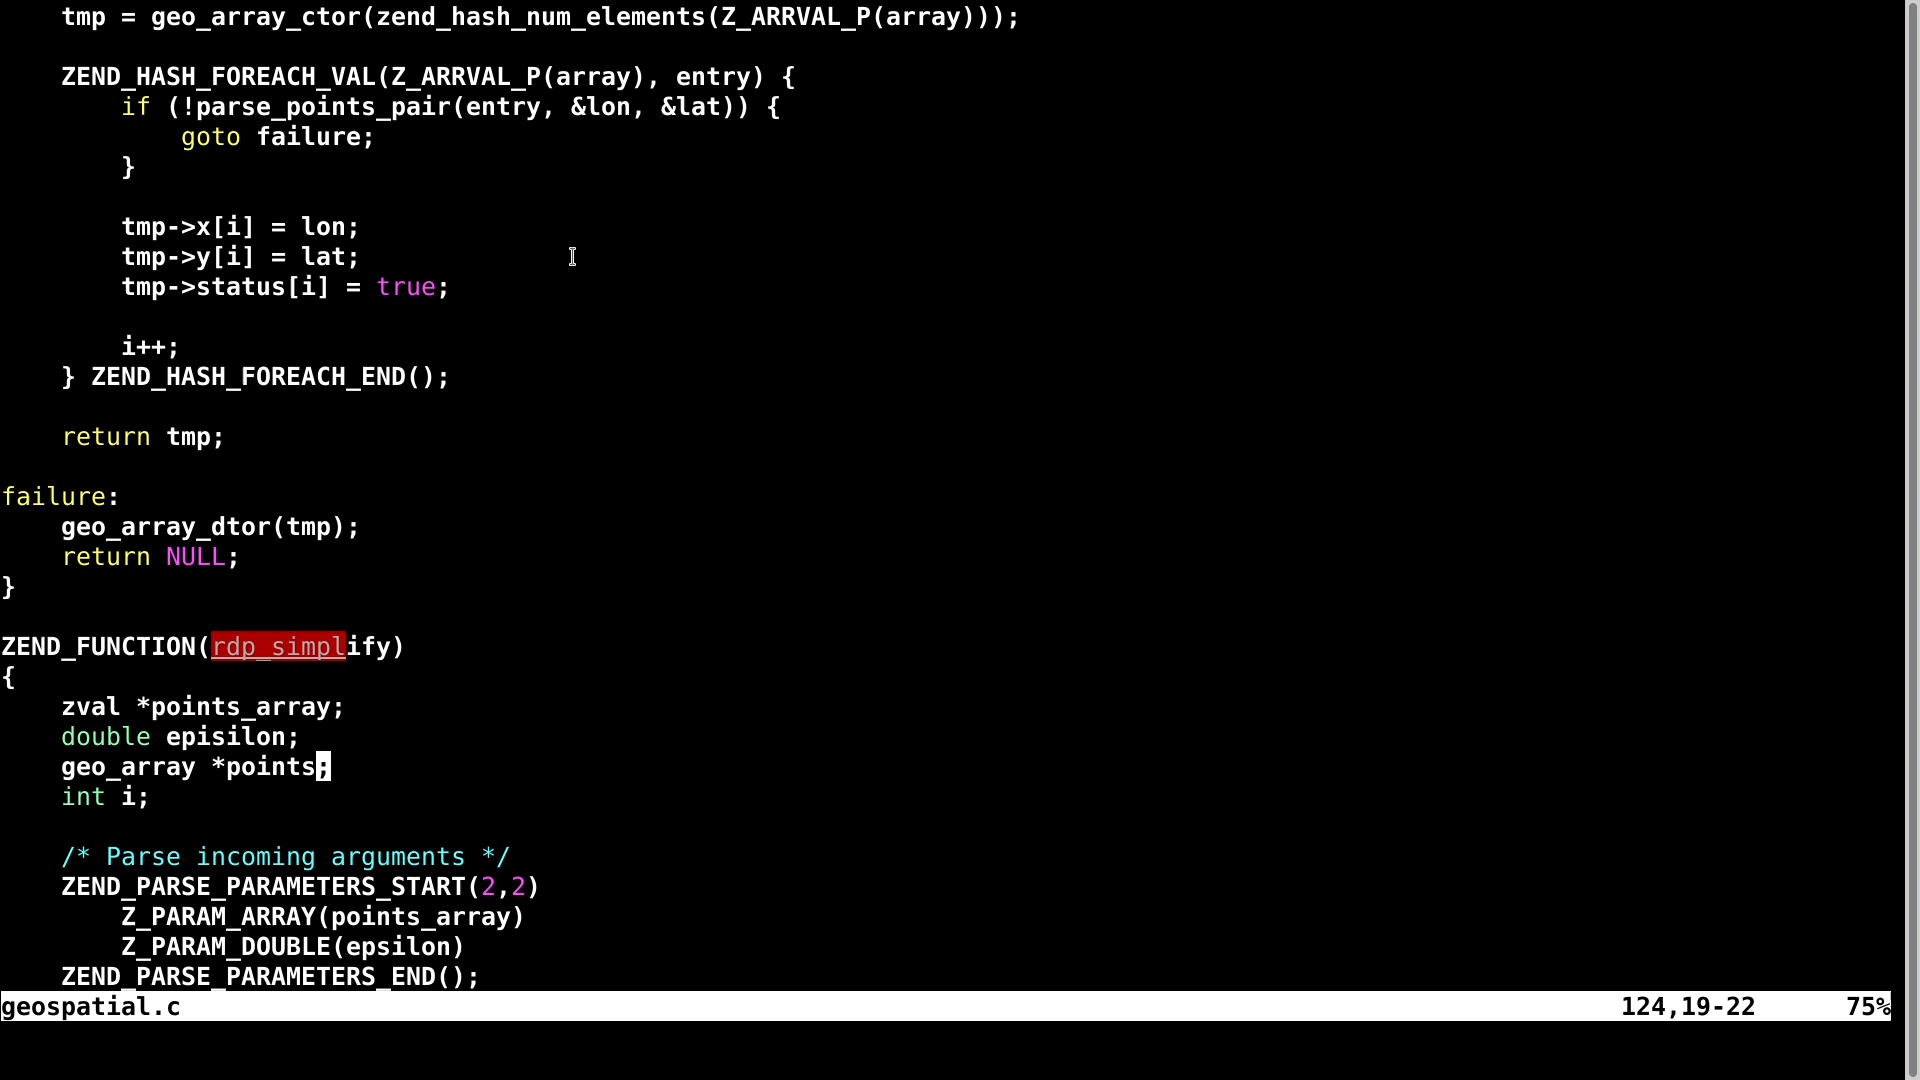 tmp = geo_array_ctor(zend_hash_num_elements(Z_ARRVAL_P(array)));

    ZEND_HASH_FOREACH_VAL(Z_ARRVAL_P(array), entry) {
        if (!parse_points_pair(entry, &lon, &lat)) {
            goto failure;
        }

        tmp->x[i] = lon;
        tmp->y[i] = lat;
        tmp->status[i] = true;

        i++;
    } ZEND_HASH_FOREACH_END();

    return tmp;

failure:
    geo_array_dtor(tmp);
    return NULL;
}

ZEND_FUNCTION(rdp_simplify)
{
    zval *points_array;
    double episilon;
    geo_array *points;
    int i;

    /* Parse incoming arguments */
    ZEND_PARSE_PARAMETERS_START(2,2)
        Z_PARAM_ARRAY(points_array)
        Z_PARAM_DOUBLE(epsilon)
    ZEND_PARSE_PARAMETERS_END();
geospatial.c 124,19-22 75%